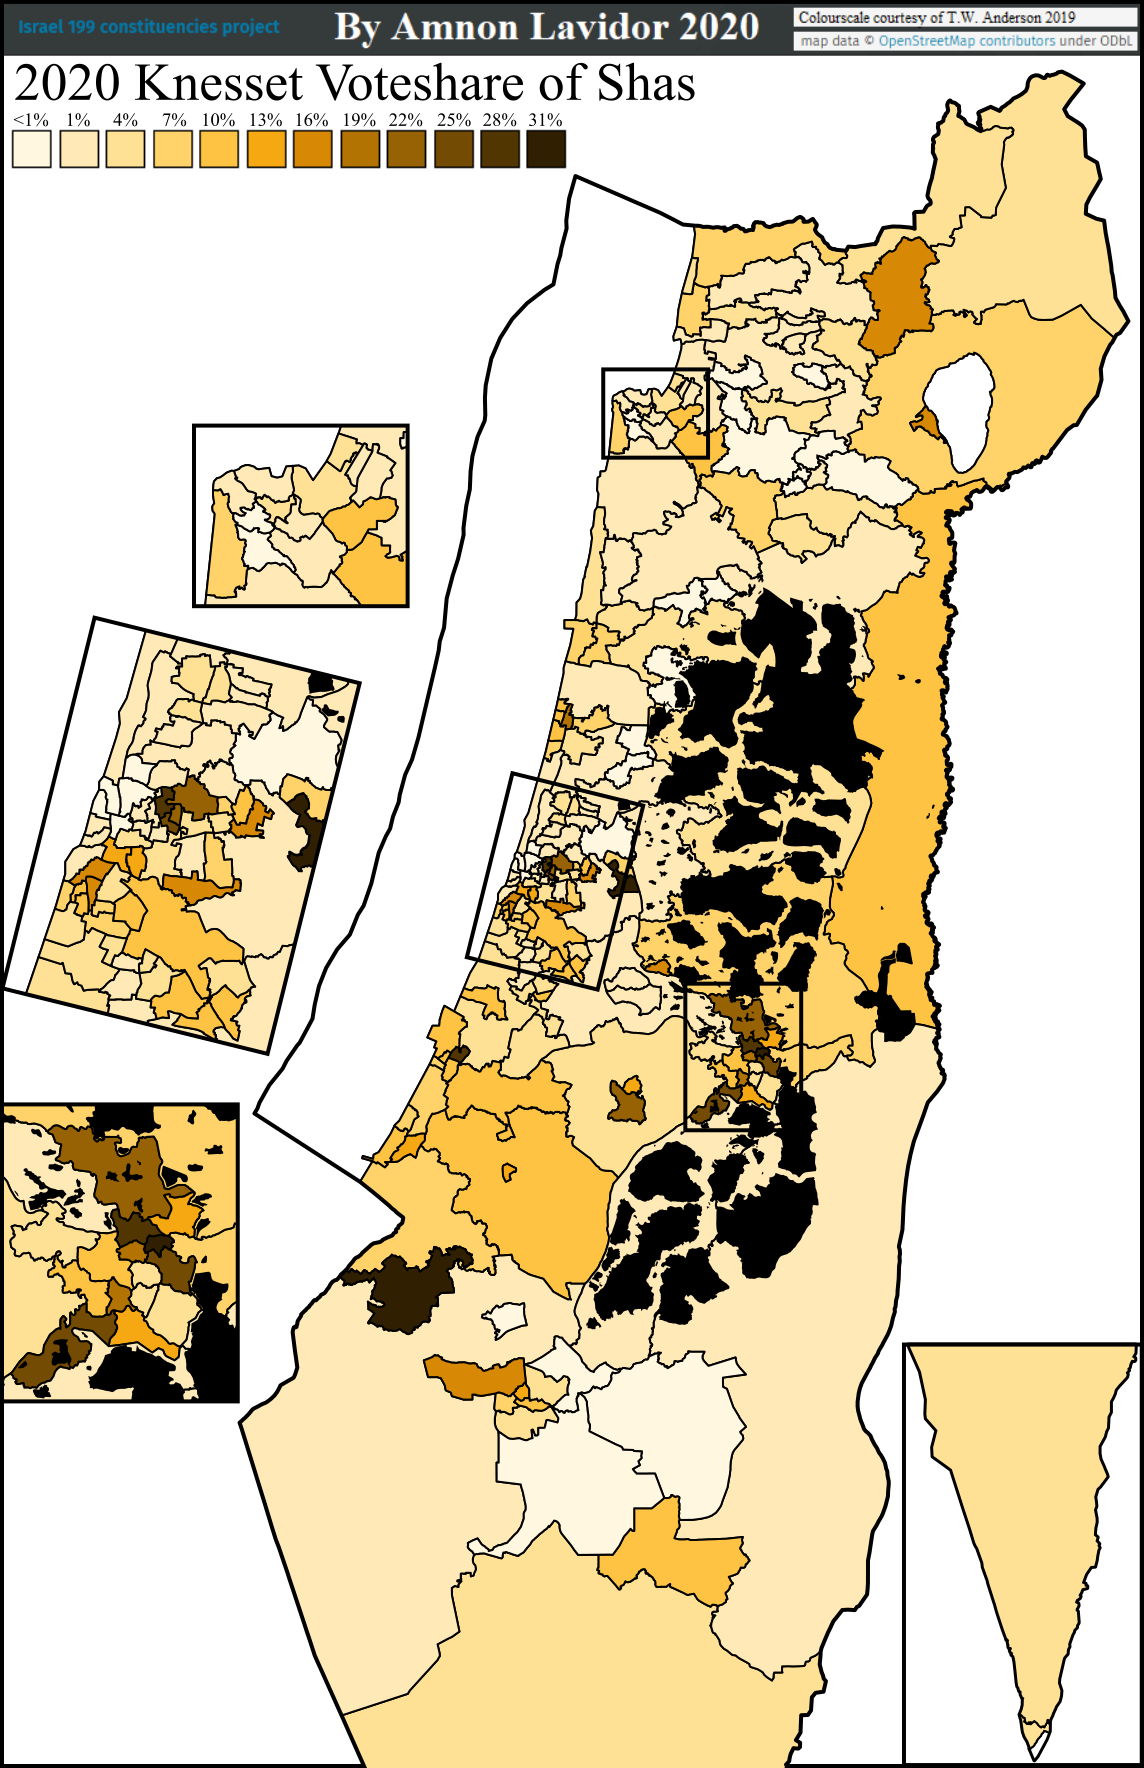 Israel 199 constituencies project
By Amnon Lavidor 2020
Colourscale courtesy of T.W. Anderson 2019
map data © OpenStreetMap contributors under ODbL
2020 Knesset Voteshare of Shas
<1% 1% 4% 7% 10% 13% 16% 19% 22% 25% 28% 31%